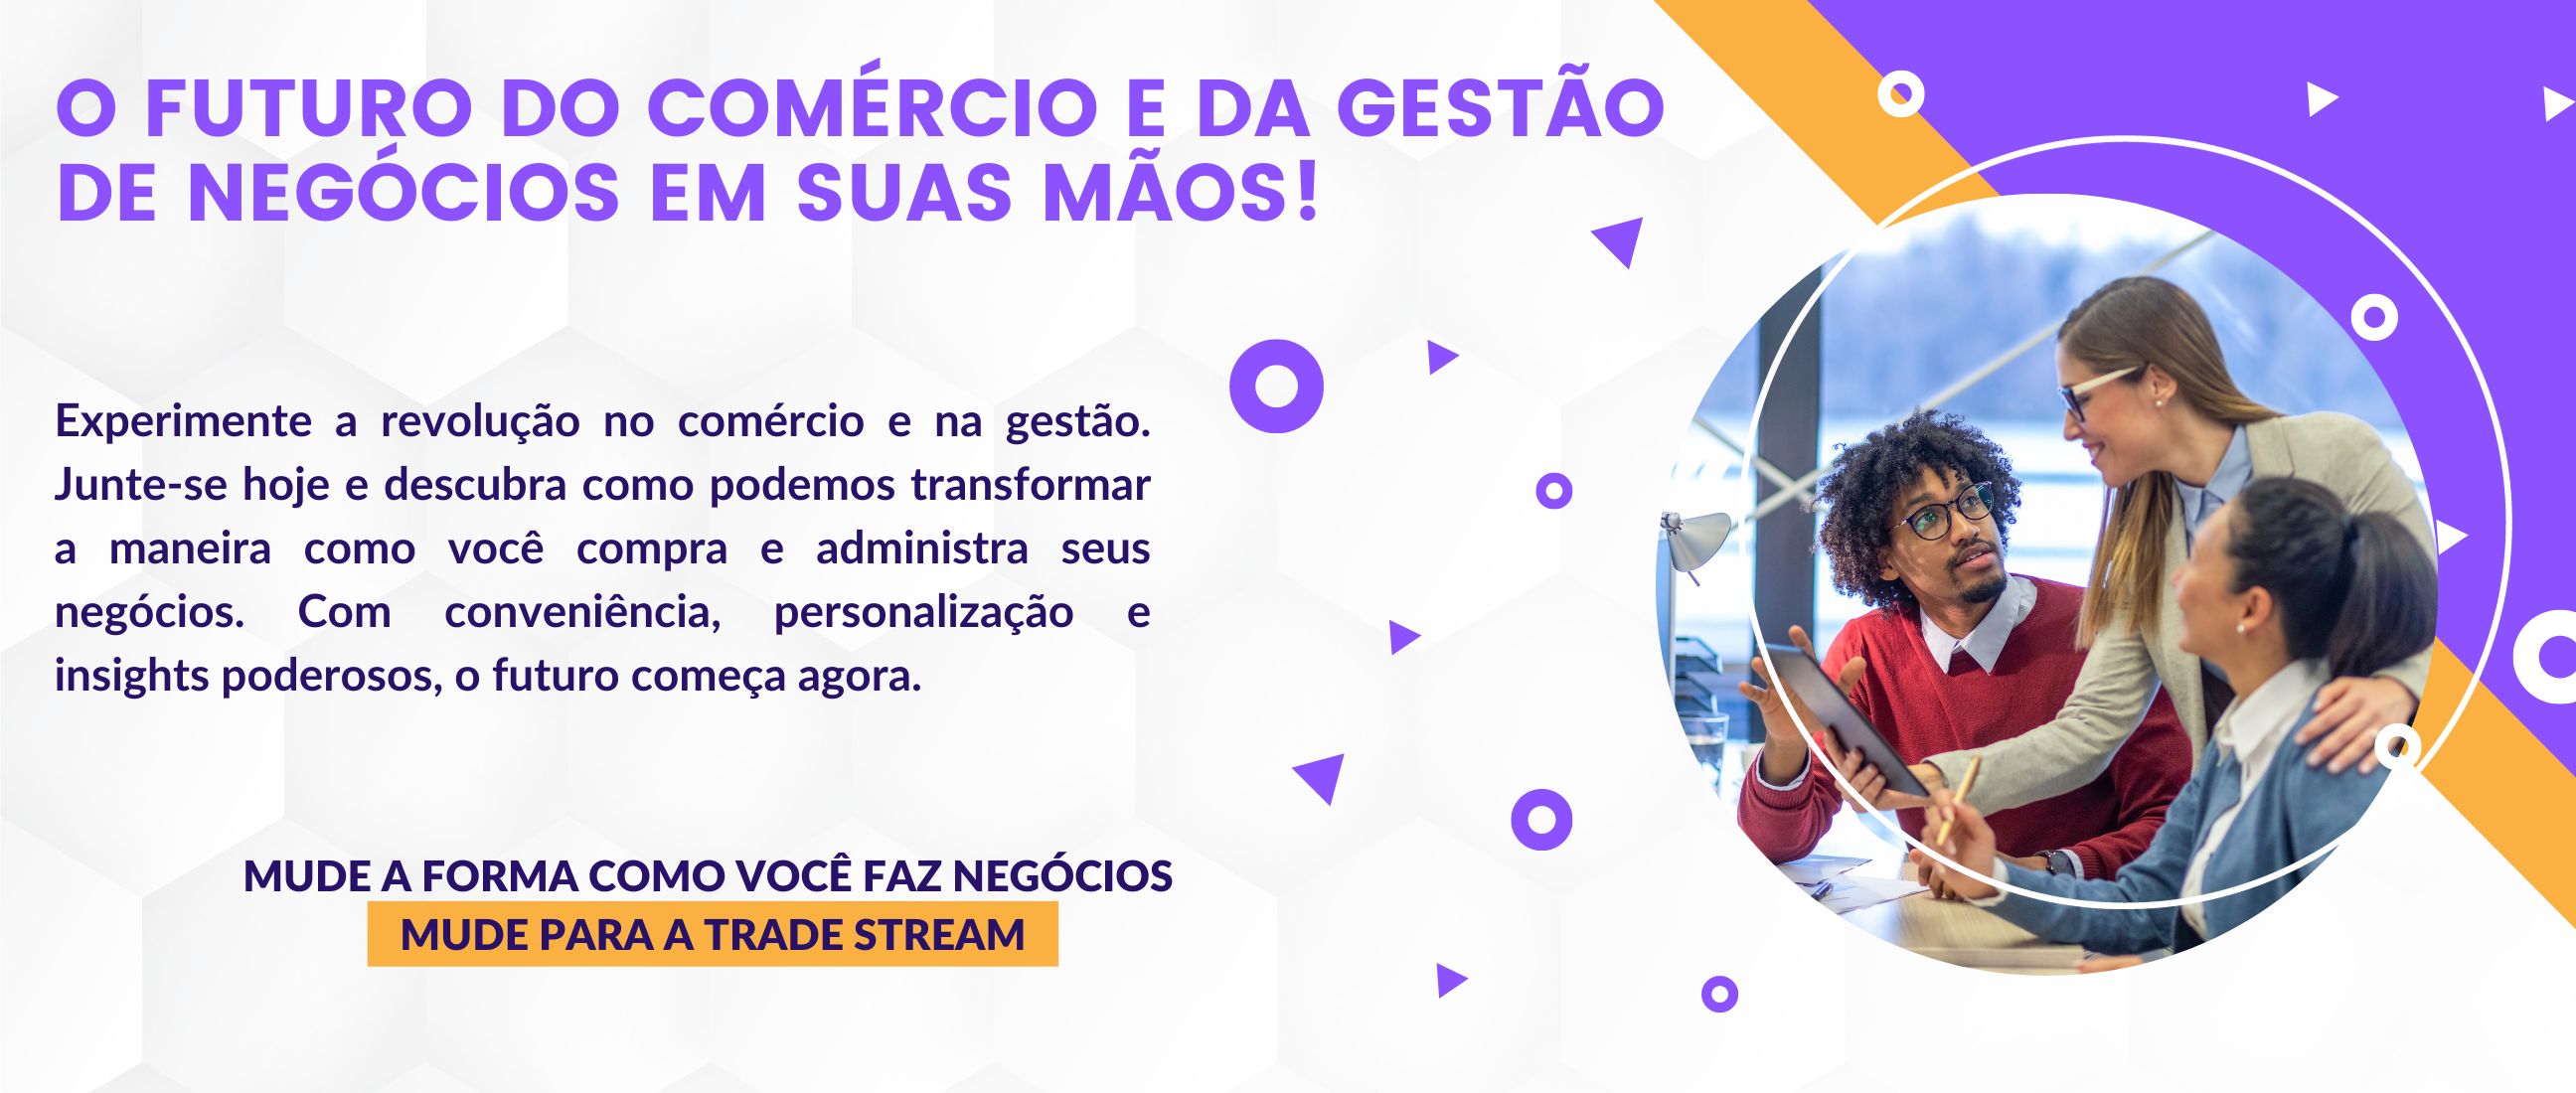 O FUTURO DO COMÉRCIO E DA GESTÃO
DE NEGÓCIOS EM SUAS MÃOS!
Experimente a revolução no comércio e na gestão.
Junte-se hoje e descubra como podemos transformar
a maneira como você compra e administra seus
negócios. Com conveniência, personalização e
insights poderosos, o futuro começa agora.
MUDE A FORMA COMO VOCÊ FAZ NEGÓCIOS
MUDE PARA A TRADE STREAM